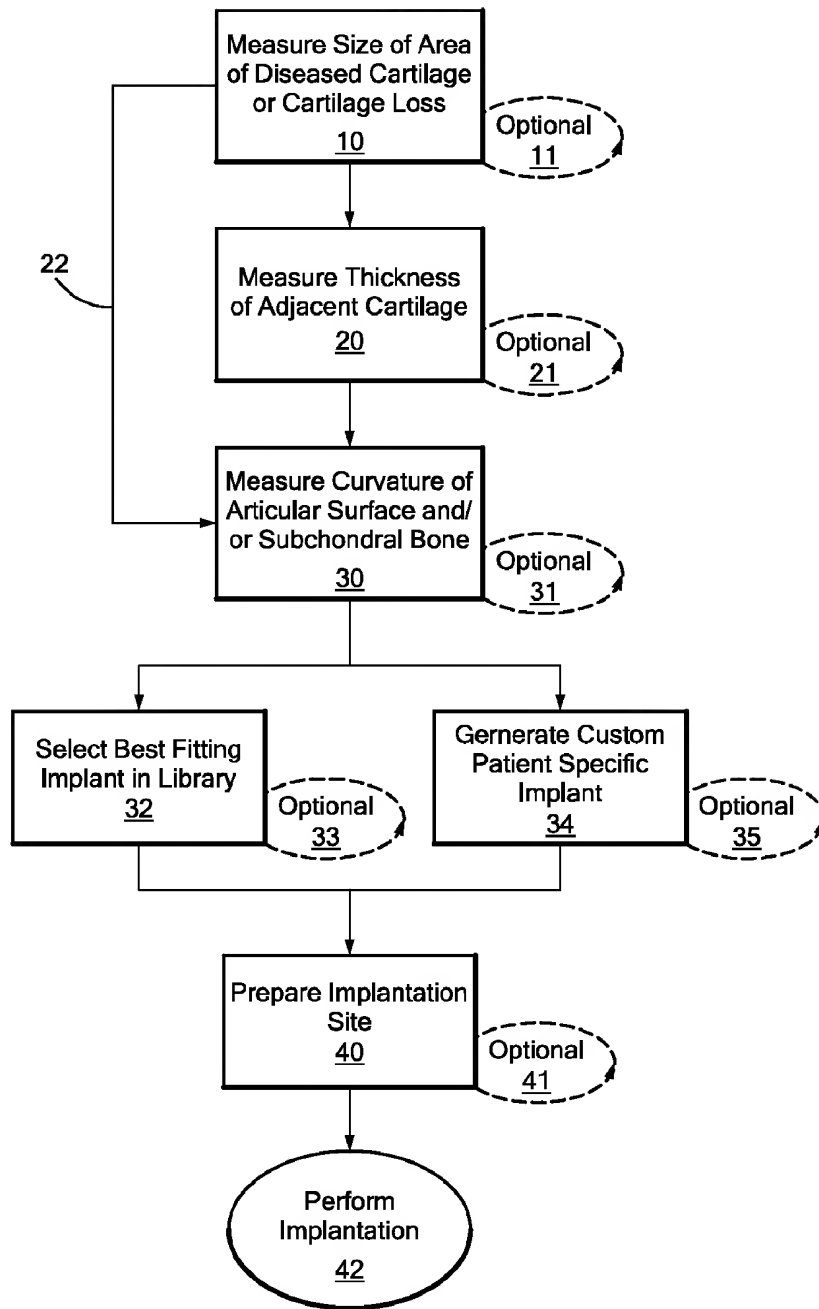 Measure Size of Area
of Diseased Cartilage
or Cartilage Loss
10
Optional
11
22
Measure Thickness
of Adjacent Cartilage
20
Optional
21
Measure Curvature of
Articular Surface and/
or Subchondral Bone
30
Optional
31
Select Best Fitting
Implant in Library
32
Optional
33
Gernerate Custom
Patient Specific
Implant
34
Optional
35
Prepare Implantation
Site
40
Optional
41
Perform
Implantation
42